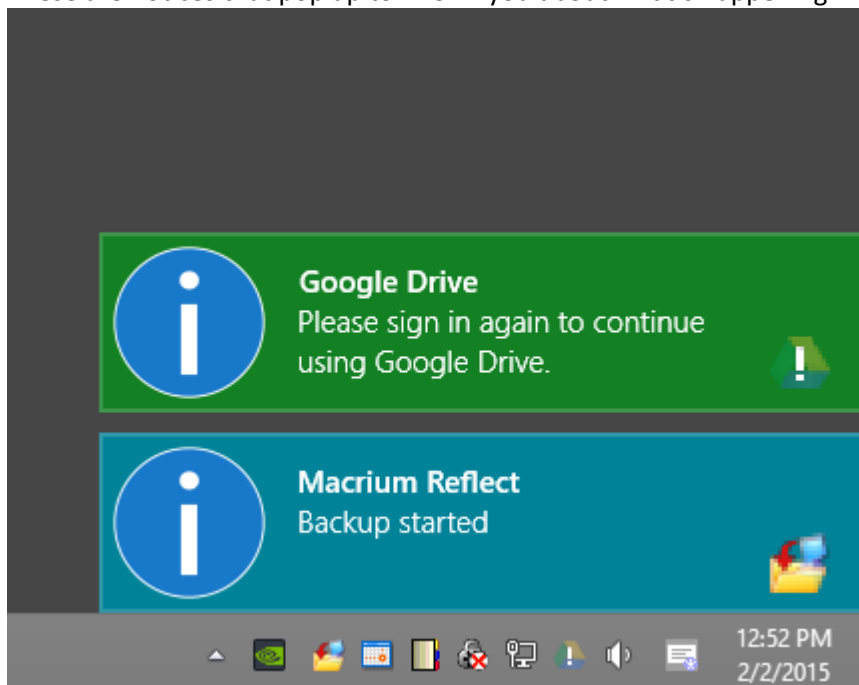 Google Drive
Please sign in again to continue
using Google Drive.
Macrium Reflect
Backup started
12:52 PM
2/2/2015